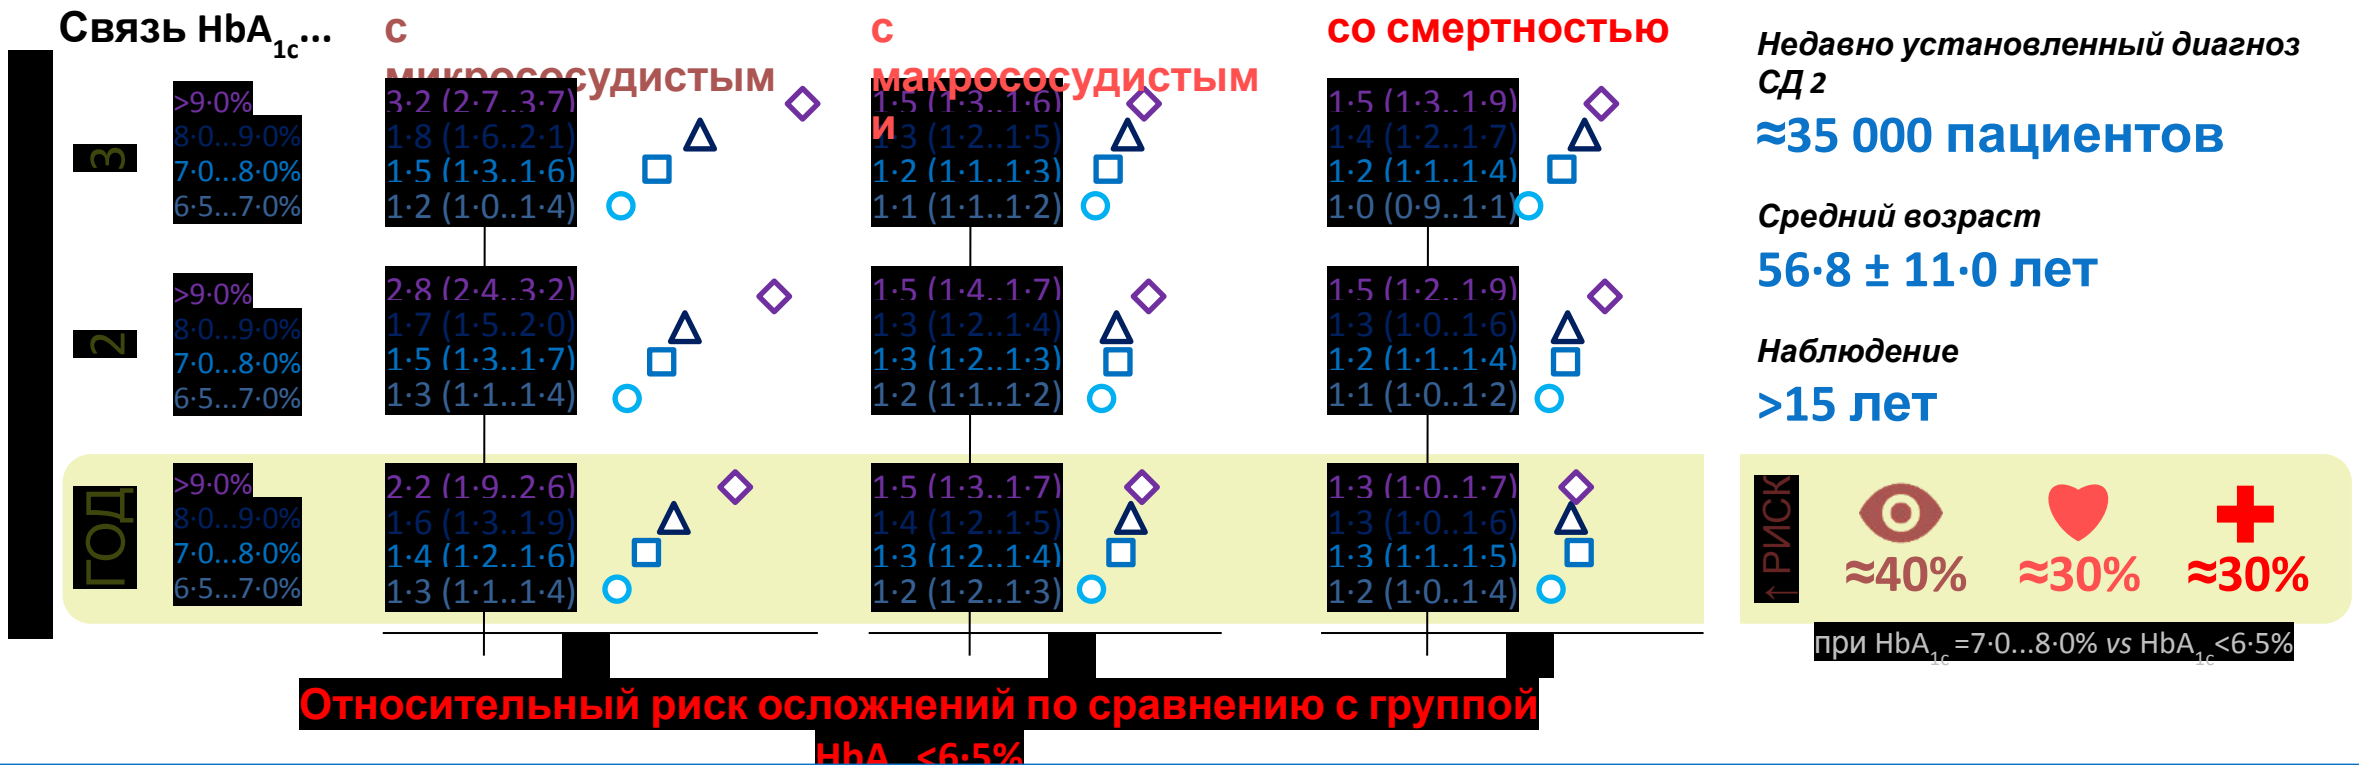 Связь HbA1c...
с
микрососудистым
с
макрососудистым
и
со смертностью
3
>9·0%
8·0...9·0%
7·0...8·0%
6·5...7·0%
3·2 (2·7..3·7)
1·8 (1·6..2·1)
1·5 (1·3..1·6)
1·2 (1·0..1·4)
1·5 (1·3..1·6)
1·3 (1·2..1·5)
1·2 (1·1..1·3)
1·1 (1·1..1·2)
1·5 (1·3..1·9)
1·4 (1·2..1·7)
1·2 (1·1..1·4)
1·0 (0·9..1·1)
2
>9·0%
8·0...9·0%
7·0...8·0%
6·5...7·0%
2·8 (2·4..3·2)
1·7 (1·5..2·0)
1·5 (1·3..1·7)
1·3 (1·1..1·4)
1·5 (1·4..1·7)
1·3 (1·2..1·4)
1·3 (1·2..1·3)
1·2 (1·1..1·2)
1·5 (1·2..1·9)
1·3 (1·0..1·6)
1·2 (1·1..1·4)
1·1 (1·0..1·2)
ГОД
>9·0%
8·0...9·0%
7·0...8·0%
6·5...7·0%
2·2 (1·9..2·6)
1·6 (1·3..1·9)
1·4 (1·2..1·6)
1·3 (1·1..1·4)
1·5 (1·3..1·7)
1·4 (1·2..1·5)
1·3 (1·2..1·4)
1·2 (1·2..1·3)
1·3 (1·0..1·7)
1·3 (1·0..1·6)
1·3 (1·1..1·5)
1·2 (1·0..1·4)
Относительный риск осложнений по сравнению с группой
HbA <6·5%
Недавно установленный диагноз
СД 2
≈35 000 пациентов
Средний возраст
56·8 ± 11·0 лет
Наблюдение
>15 лет
↑ РИСК
≈40%
≈30%
≈30%
при HbA1c=7·0...8·0% vs HbA1c<6·5%